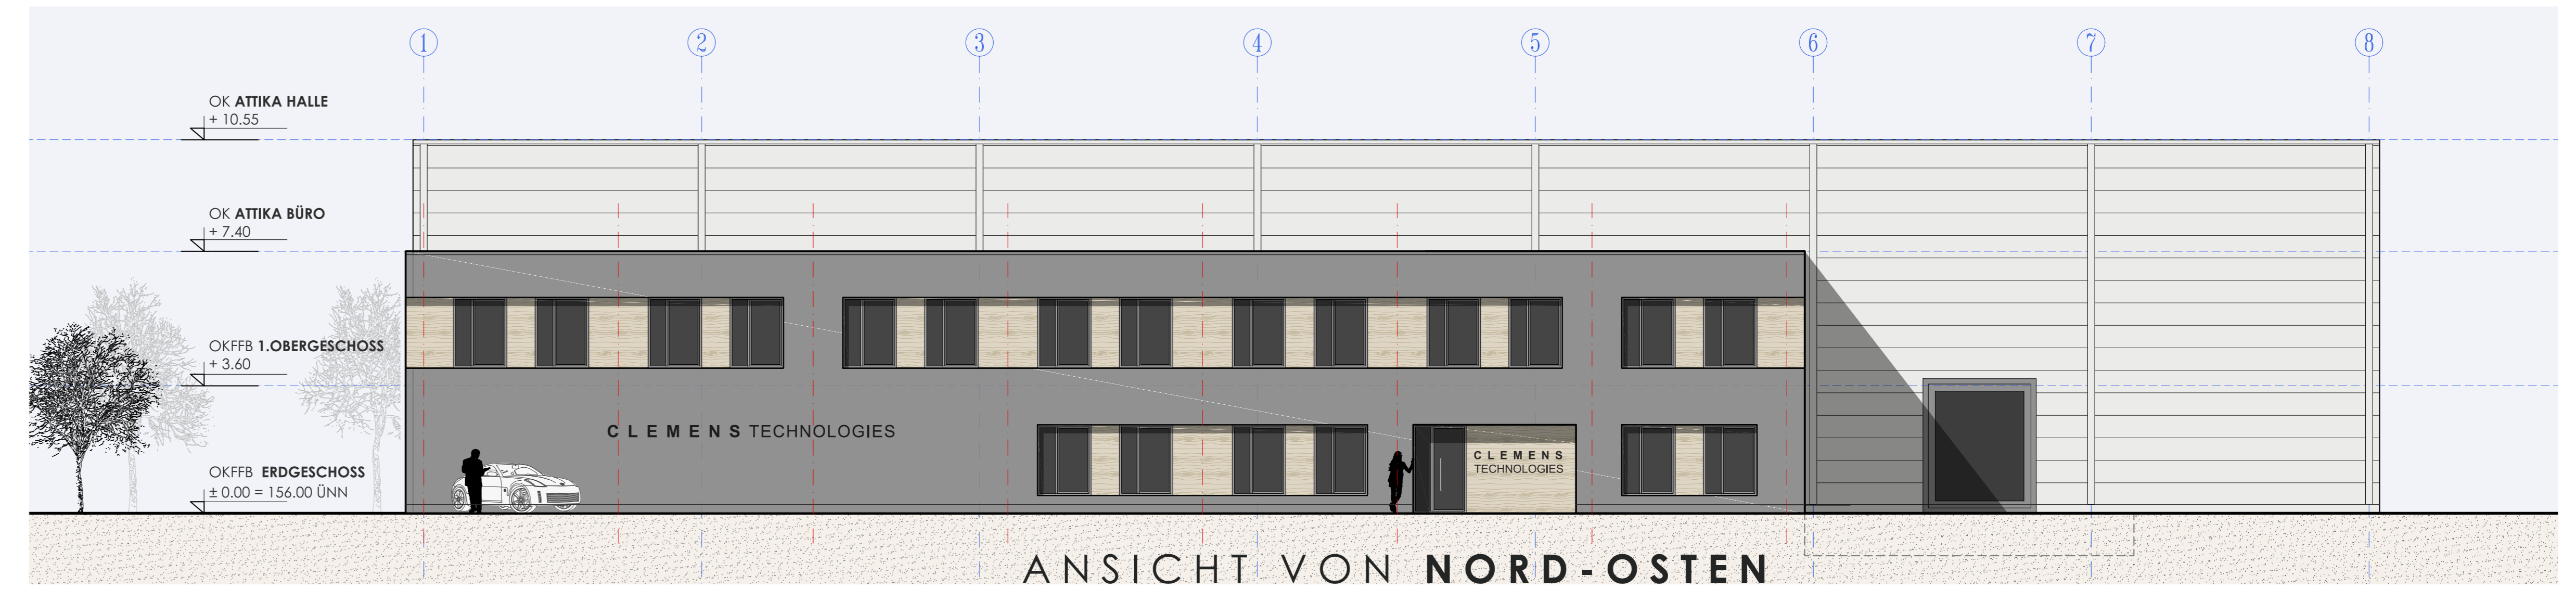 1 2 3 4 5 6 7 8
OK ATTIKA HALLE
+ 10.55
OK ATTIKA BÜRO
+ 7.40
OKFFB 1.OBERGESCHOSS
+ 3.60
CLEMENS TECHNOLOGIES
CLEMENS
TECHNOLOGIES
OKFFB ERDGESCHOSS
± 0.00 = 156.00 ÜNN
ANSICHT VON NORD-OSTEN